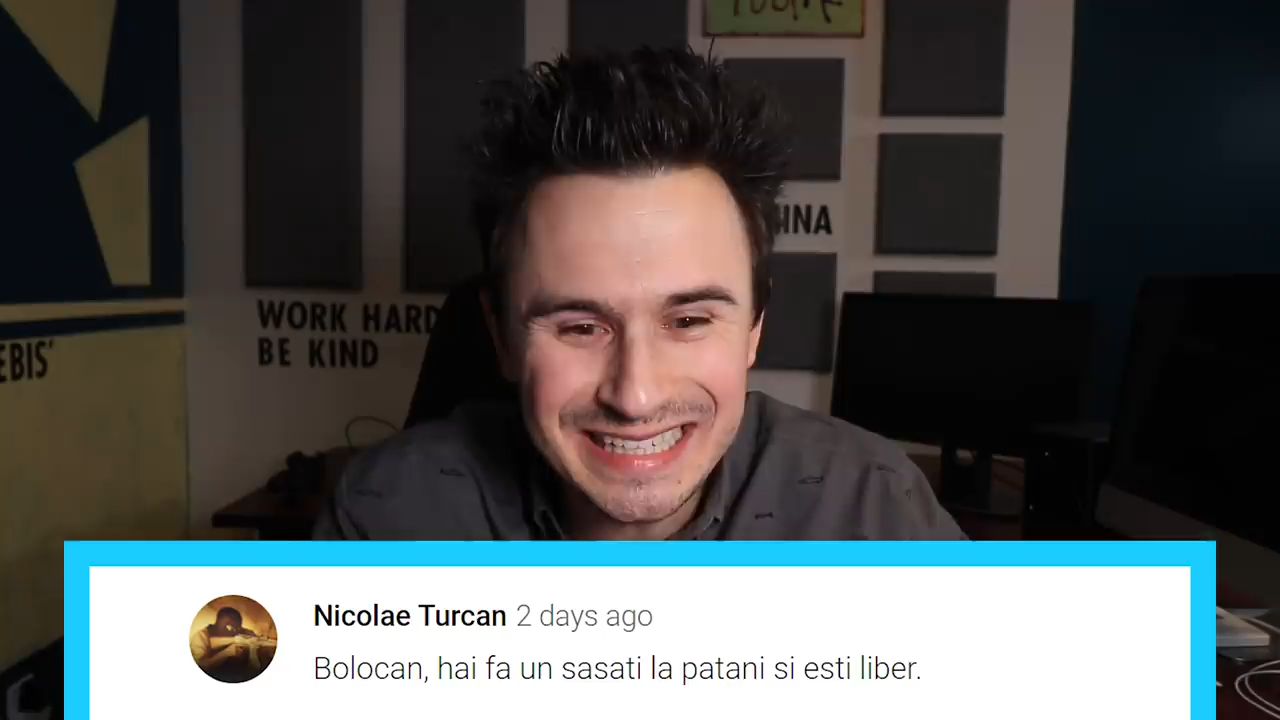 WORK HARD
BE KIND
EBIS'
Nicolae Turcan 2 days ago
Bolocan, hai fa un sasati la patani si esti liber.